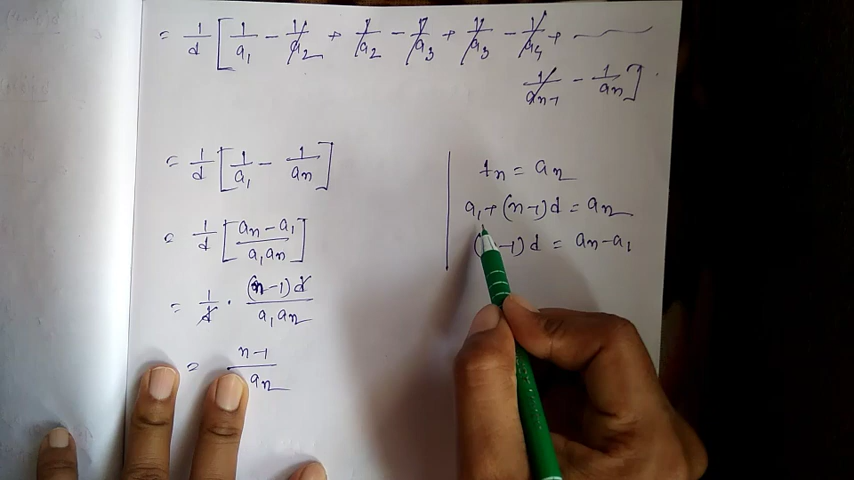 = 1/d [ 1/a₁ - 1/a₂ + 1/a₂ - 1/a₃ + 1/a₃ - 1/a₄ + ——
1/aₙ₋₁ - 1/aₙ ]
= 1/d [ 1/a₁ - 1/aₙ ]
= 1/d [ (aₙ - a₁)/(a₁aₙ) ]
= 1/d · (n-1)d/(a₁aₙ)
= n-1/aₙ
tₙ = aₙ
a₁ + (n-1)d = aₙ
( -1)d = aₙ - a₁